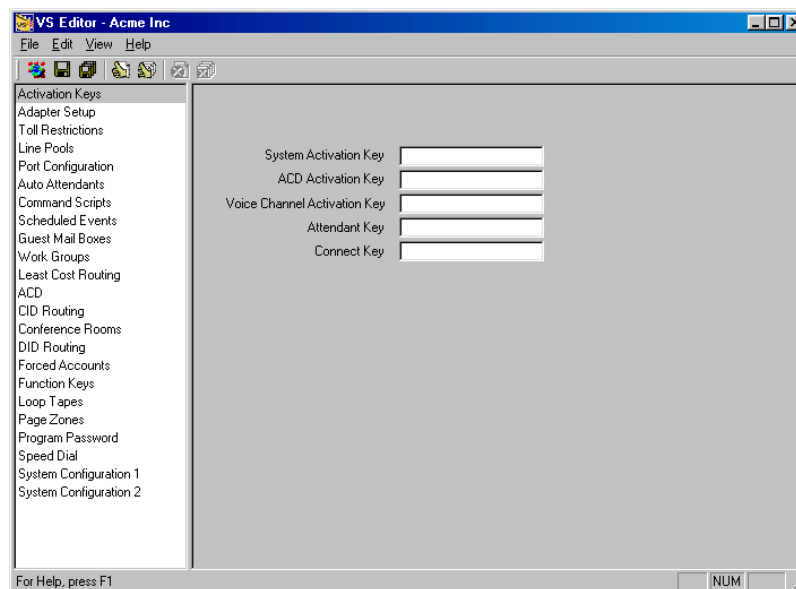 VS Editor - Acme Inc
File Edit View Help
Activation Keys
Adapter Setup
Toll Restrictions
Line Pools
Port Configuration
Auto Attendants
Command Scripts
Scheduled Events
Guest Mail Boxes
Work Groups
Least Cost Routing
ACD
CID Routing
Conference Rooms
DID Routing
Forced Accounts
Function Keys
Loop Tapes
Page Zones
Program Password
Speed Dial
System Configuration 1
System Configuration 2
System Activation Key
ACD Activation Key
Voice Channel Activation Key
Attendant Key
Connect Key
For Help, press F1
NUM